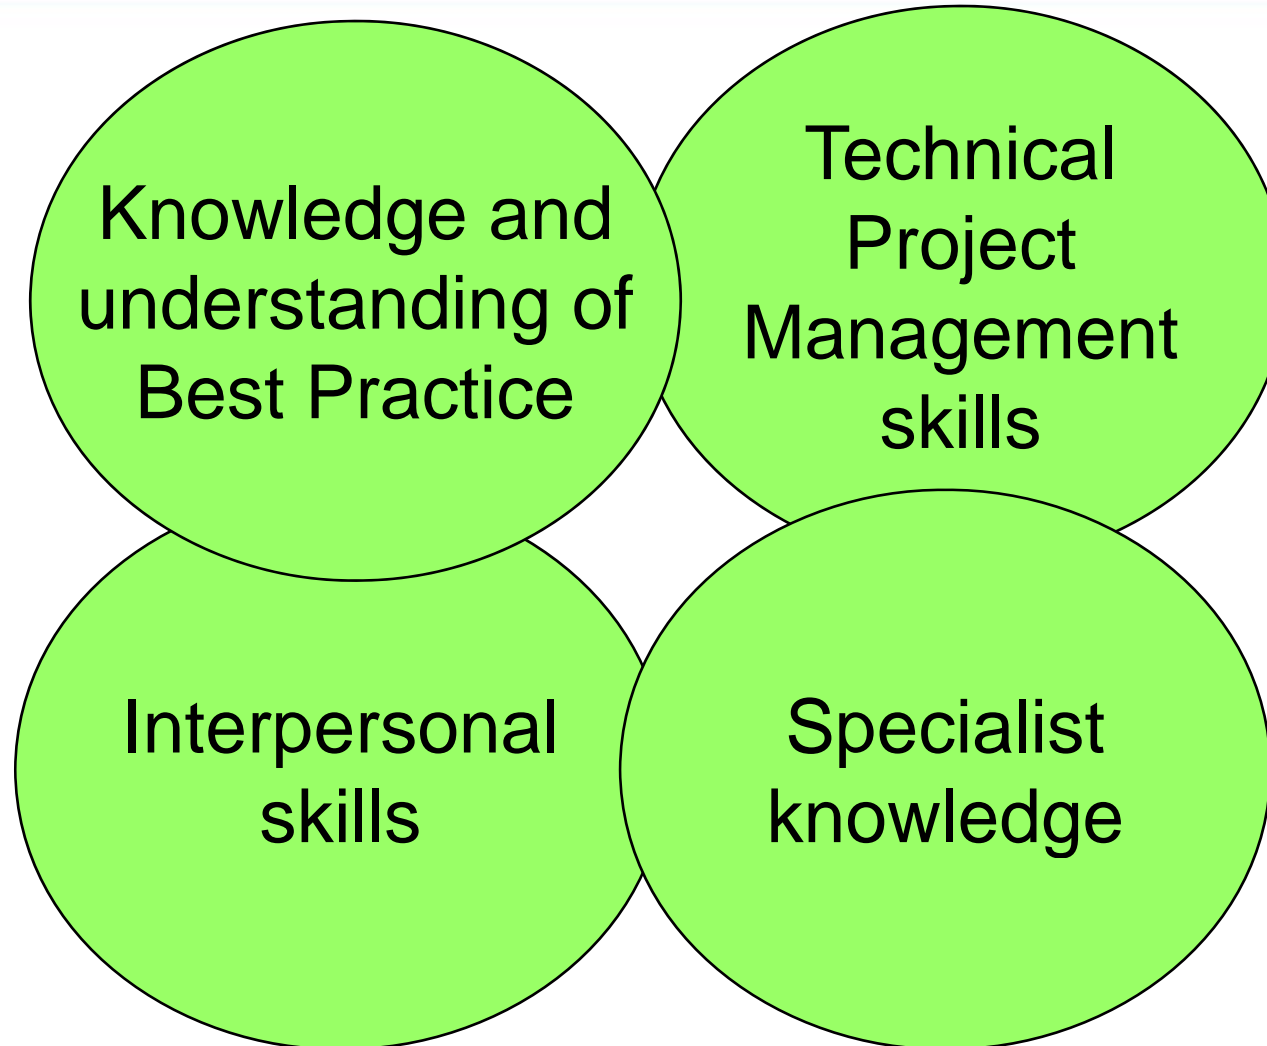 Knowledge and
understanding of
Best Practice
Technical
Project
Management
skills
Interpersonal
skills
Specialist
knowledge